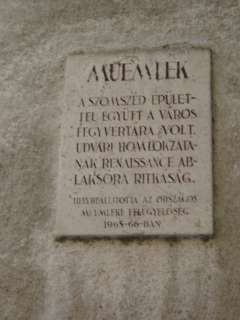 MŰEMLÉK
A SZOMSZÉD ÉPÜLET-
TEL EGYÜTT A VÁROS
FEGYVERTÁRA VOLT.
UDVARI HOMLOKZATÁ-
NAK RENAISSANCE AB-
LAKSORA RITKASÁG.
HELYREÁLLÍTOTTA AZ ORSZÁGOS
MŰEMLÉKI FELÜGYELŐSÉG
1965-66-BAN